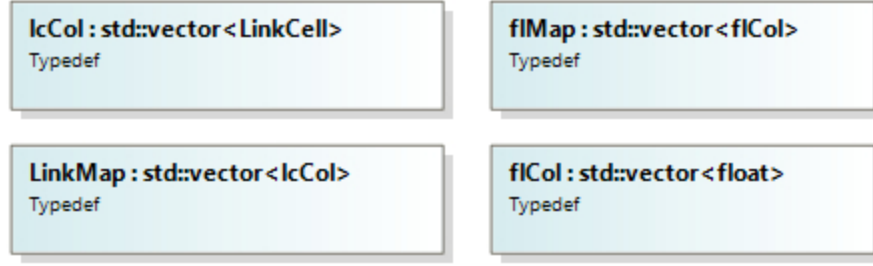 lcCol : std::vector<LinkCell>
Typedef
flMap : std::vector<flCol>
Typedef
LinkMap : std::vector<lcCol>
Typedef
flCol : std::vector<float>
Typedef